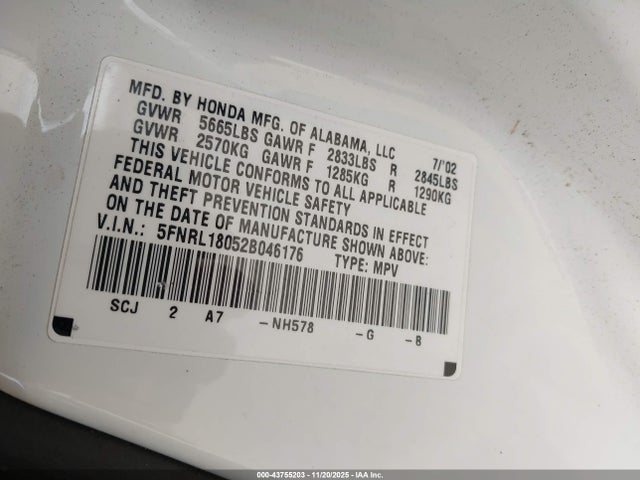 MFD. BY HONDA MFG. OF ALABAMA, LLC 7/'02
GVWR 5665LBS GAWR F 2833LBS R 2845LBS
GVWR 2570KG GAWR F 1285KG R 1290KG
THIS VEHICLE CONFORMS TO ALL APPLICABLE
FEDERAL MOTOR VEHICLE SAFETY
AND THEFT PREVENTION STANDARDS IN EFFECT
ON THE DATE OF MANUFACTURE SHOWN ABOVE:
V.I.N.: 5FNRL18052B046176 TYPE: MPV
SCJ 2 A7 -NH578 -G -8
000-43755203 - 11/20/2025 - IAA Inc.